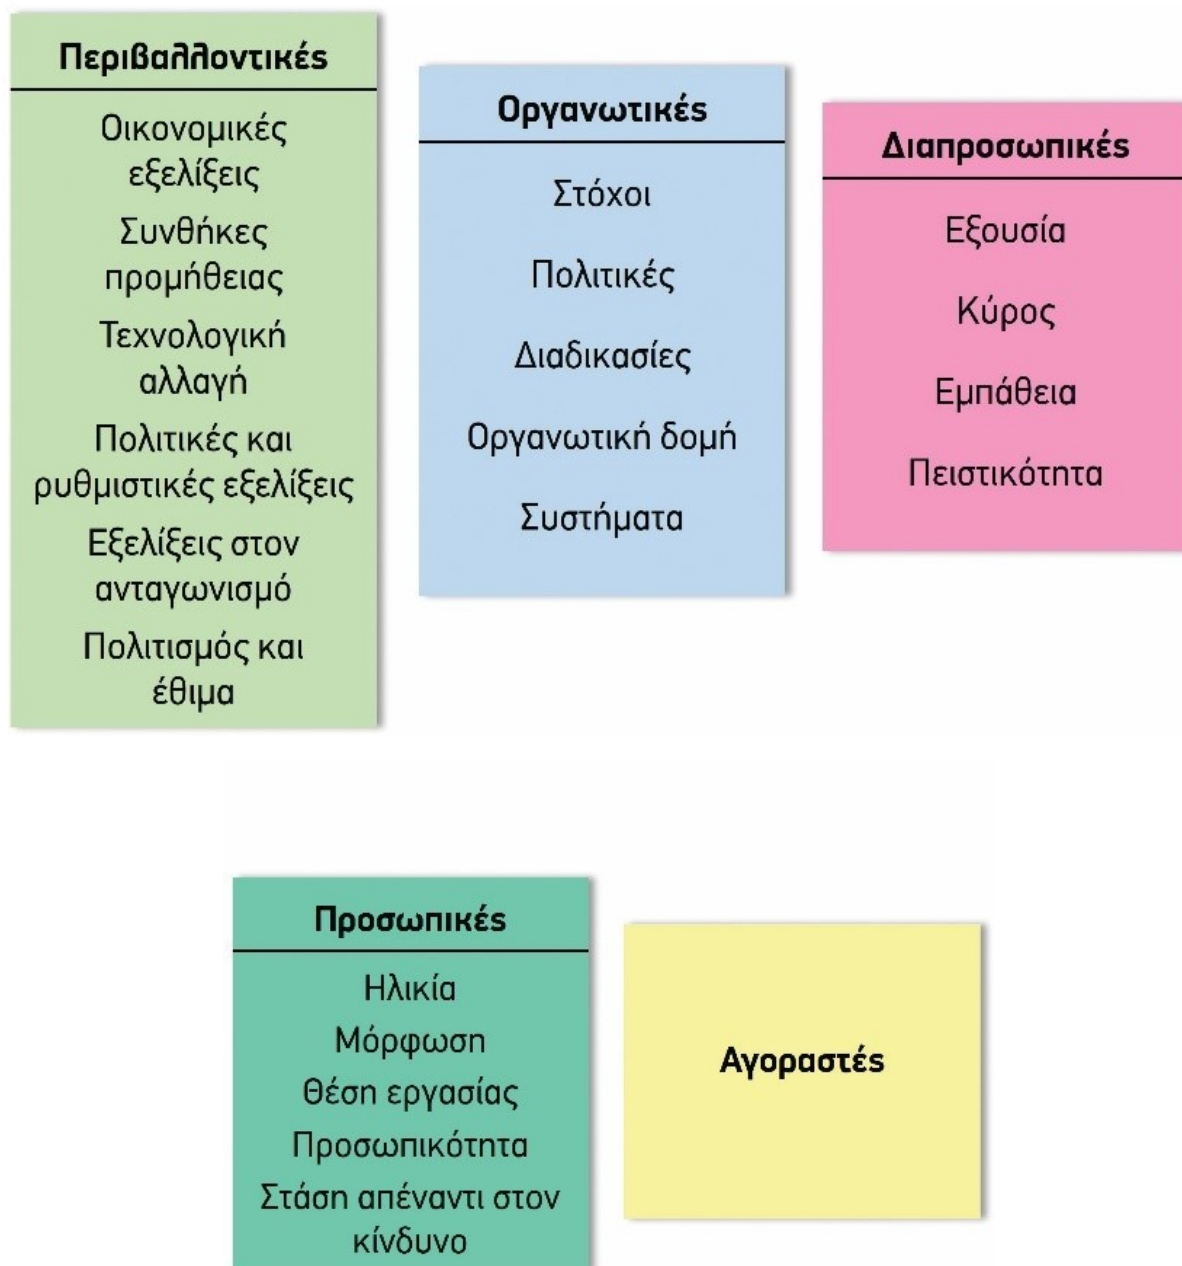 Περιβαλλοντικές
Οικονομικές
εξελίξεις
Συνθήκες
προμήθειας
Τεχνολογική
αλλαγή
Πολιτικές και
ρυθμιστικές εξελίξεις
Εξελίξεις στον
ανταγωνισμό
Πολιτισμός και
έθιμα
Οργανωτικές
Στόχοι
Πολιτικές
Διαδικασίες
Οργανωτική δομή
Συστήματα
Διαπροσωπικές
Εξουσία
Κύρος
Εμπάθεια
Πειστικότητα
Προσωπικές
Ηλικία
Μόρφωση
Θέση εργασίας
Προσωπικότητα
Στάση απέναντι στον
κίνδυνο
Αγοραστές